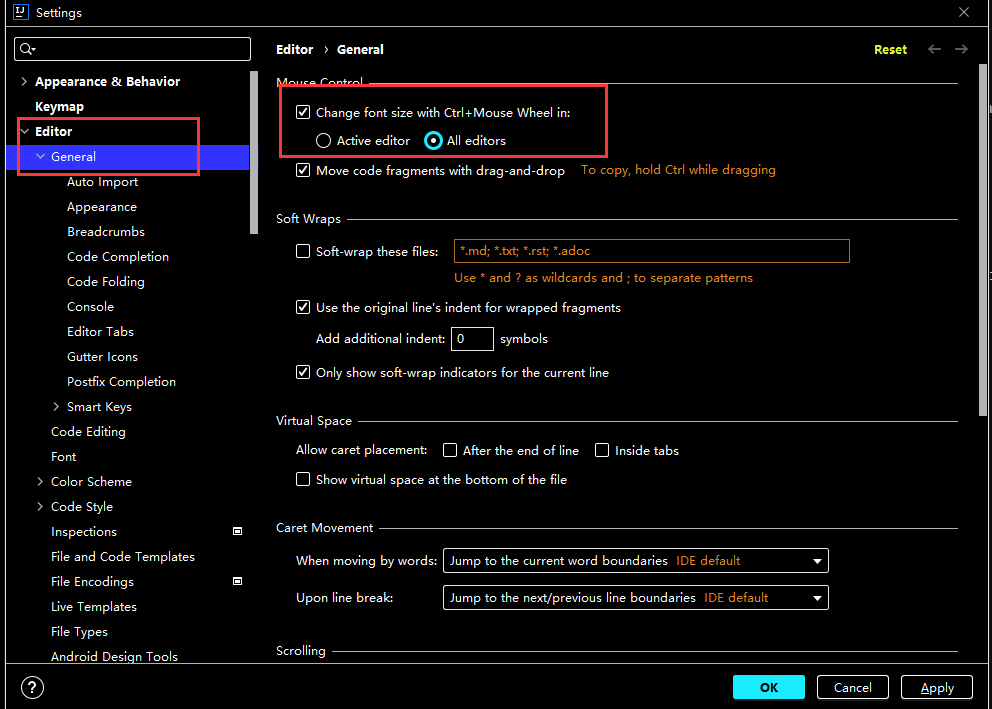 Settings
Appearance & Behavior
Keymap
Editor
General
Auto Import
Appearance
Breadcrumbs
Code Completion
Code Folding
Console
Editor Tabs
Gutter Icons
Postfix Completion
Smart Keys
Code Editing
Font
Color Scheme
Code Style
Inspections
File and Code Templates
File Encodings
Live Templates
File Types
Android Design Tools
Editor › General
Reset
Mouse Control
Change font size with Ctrl+Mouse Wheel in:
Active editor All editors
Move code fragments with drag-and-drop To copy, hold Ctrl while dragging
Soft Wraps
Soft-wrap these files: *.md; *.txt; *.rst; *.adoc
Use * and ? as wildcards and ; to separate patterns
Use the original line's indent for wrapped fragments
Add additional indent: 0 symbols
Only show soft-wrap indicators for the current line
Virtual Space
Allow caret placement: After the end of line Inside tabs
Show virtual space at the bottom of the file
Caret Movement
When moving by words: Jump to the current word boundaries IDE default
Upon line break: Jump to the next/previous line boundaries IDE default
Scrolling
? OK Cancel Apply